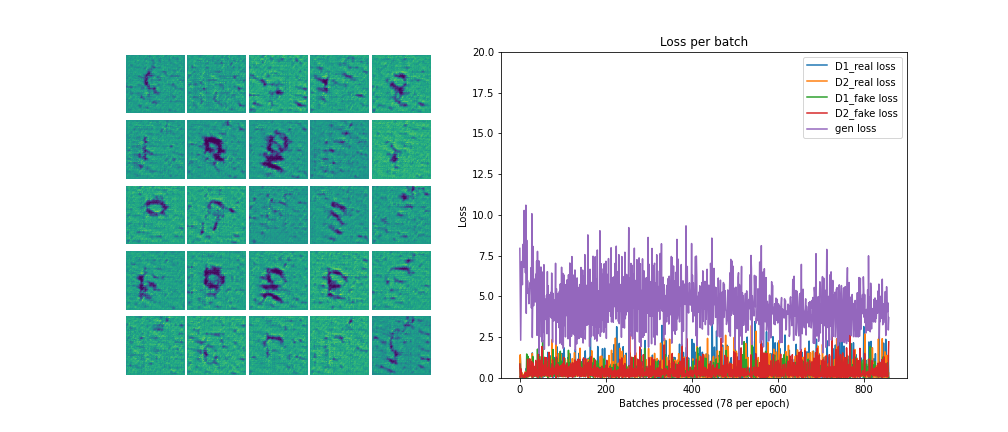 Loss per batch
20.0
17.5
15.0
12.5
10.0
7.5
5.0
2.5
0.0
Loss
D1_real loss
D2_real loss
D1_fake loss
D2_fake loss
gen loss
0
200
400
600
800
Batches processed (78 per epoch)